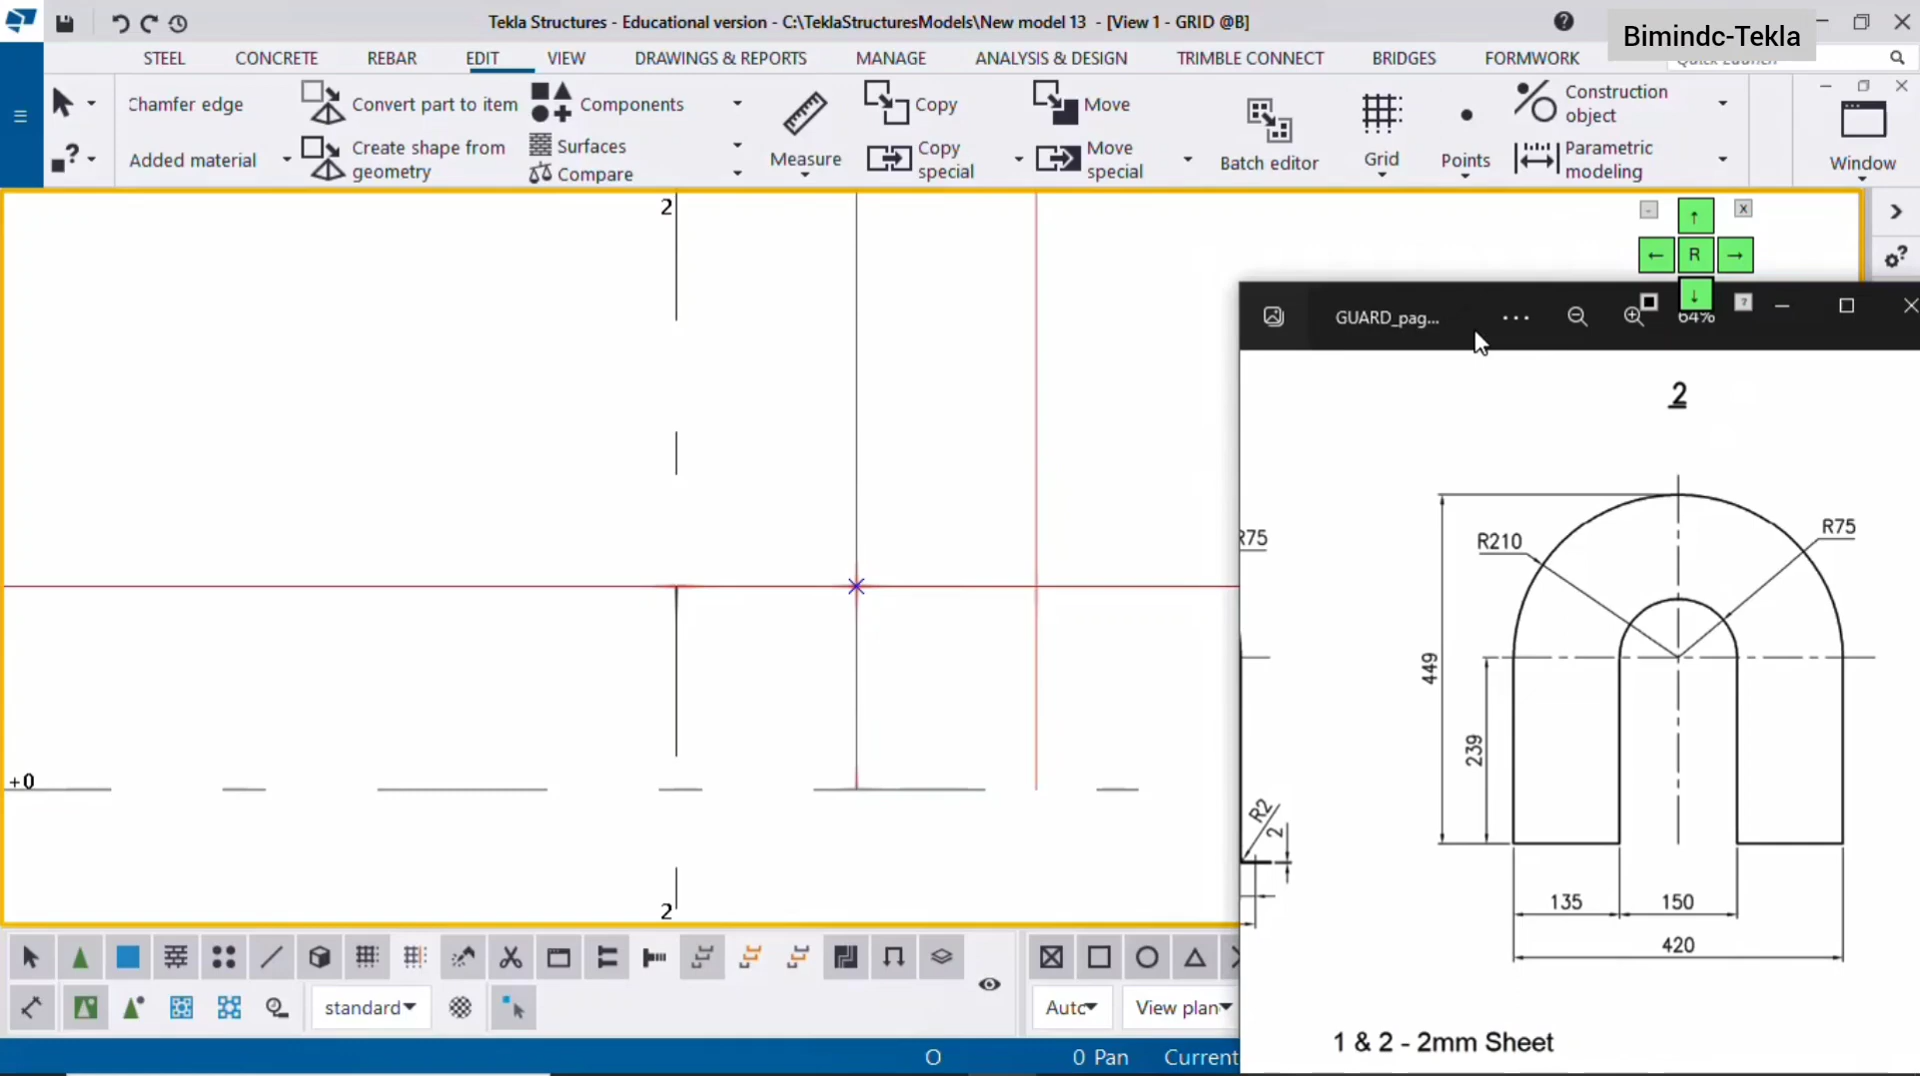 Tekla Structures - Educational version - C:\TeklaStructuresModels\New model 13 - [View 1 - GRID @B]
Bimindc-Tekla
STEEL CONCRETE REBAR EDIT VIEW DRAWINGS & REPORTS MANAGE ANALYSIS & DESIGN TRIMBLE CONNECT BRIDGES FORMWORK
Chamfer edge
Added material
Convert part to item
Create shape from
geometry
Components
Surfaces
Compare
Measure
Copy
Copy
special
Move
Move
special
Batch editor
Grid
Points
Construction
object
Parametric
modeling
Window
2
R
GUARD_pag...
64%
2
R75
R210
R75
449
239
+0
R2
2
2
135
150
420
1 & 2 - 2mm Sheet
standard
Auto
View plan
O
0
Pan
Current